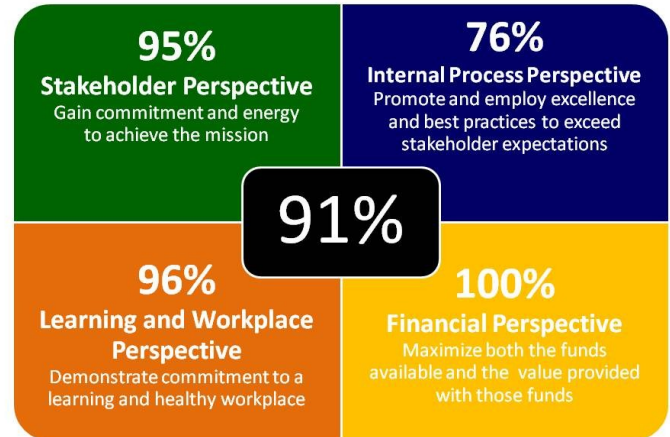 95%
Stakeholder Perspective
Gain commitment and energy
to achieve the mission
76%
Internal Process Perspective
Promote and employ excellence
and best practices to exceed
stakeholder expectations
91%
96%
Learning and Workplace
Perspective
Demonstrate commitment to a
learning and healthy workplace
100%
Financial Perspective
Maximize both the funds
available and the value provided
with those funds